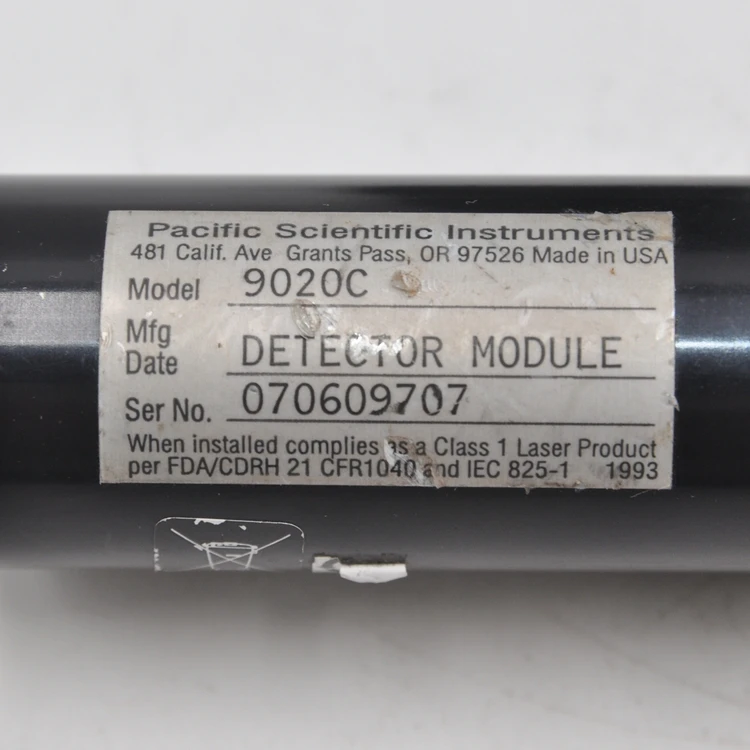 Pacific Scientific Instruments
481 Calif. Ave Grants Pass, OR 97526 Made in USA
Model 9020C
Mfg
Date DETECTOR MODULE
Ser No. 070609707
When installed complies as a Class 1 Laser Product
per FDA/CDRH 21 CFR1040 and IEC 825-1 1993